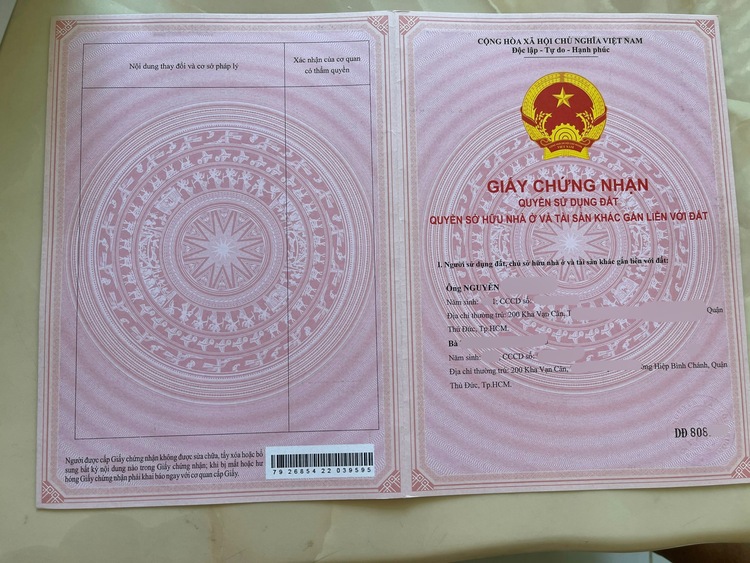 Nội dung thay đổi và cơ sở pháp lý
Xác nhận của cơ quan
có thẩm quyền
Người được cấp Giấy chứng nhận không được sửa chữa, tẩy xóa hoặc bổ
sung bất kỳ nội dung nào trong Giấy chứng nhận; khi bị mất hoặc hư
hỏng Giấy chứng nhận phải khai báo ngay với cơ quan cấp Giấy.
79 26854 22 039595
CỘNG HÒA XÃ HỘI CHỦ NGHĨA VIỆT NAM
Độc lập - Tự do - Hạnh phúc
VIỆT NAM
GIẤY CHỨNG NHẬN
QUYỀN SỬ DỤNG ĐẤT
QUYỀN SỞ HỮU NHÀ Ở VÀ TÀI SẢN KHÁC GẮN LIỀN VỚI ĐẤT
I. Người sử dụng đất, chủ sở hữu nhà ở và tài sản khác gắn liền với đất:
Ông NGUYỄN
Năm sinh: CCCD số:
Địa chỉ thường trú: 200 Kha Vạn Cân, Quận
Thủ Đức, Tp.HCM.
Bà
Năm sinh: , CCCD số:
Địa chỉ thường trú: 200 Kha Vạn Cân, Hiệp Bình Chánh, Quận
Thủ Đức, Tp.HCM.
DĐ 808